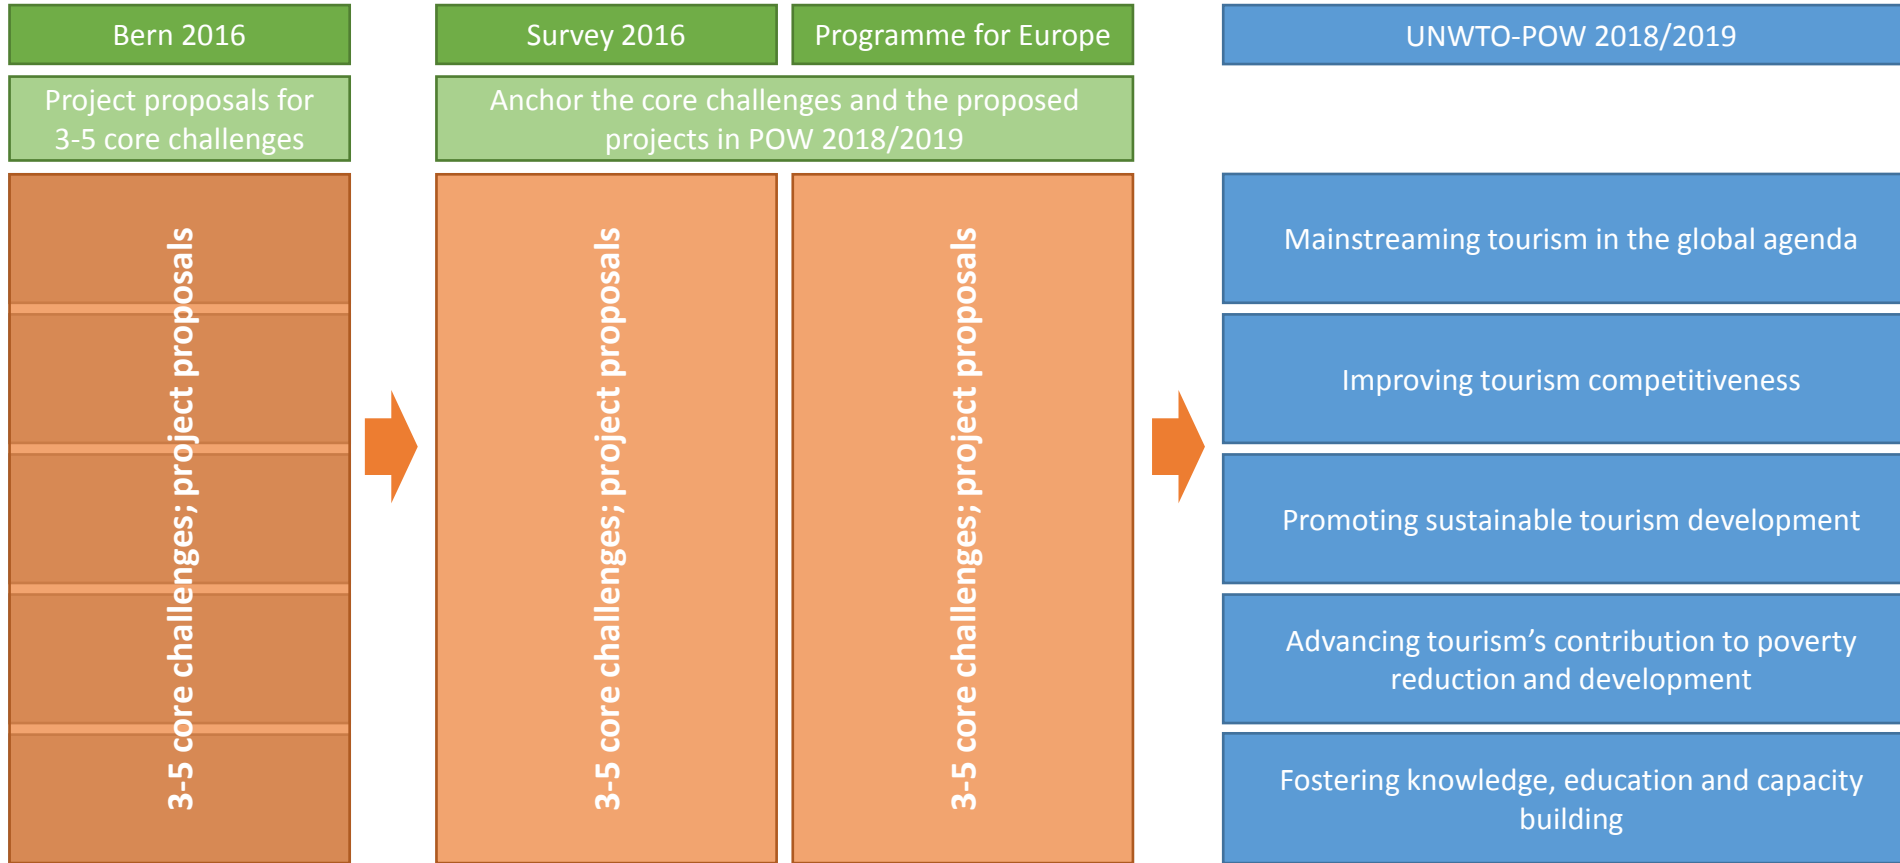 Bern 2016
Survey 2016
Programme for Europe
UNWTO-POW 2018/2019
Project proposals for
3-5 core challenges
Anchor the core challenges and the proposed
projects in POW 2018/2019
3-5 core challenges; project proposals
3-5 core challenges; project proposals
3-5 core challenges; project proposals
Mainstreaming tourism in the global agenda
Improving tourism competitiveness
Promoting sustainable tourism development
Advancing tourism’s contribution to poverty
reduction and development
Fostering knowledge, education and capacity
building